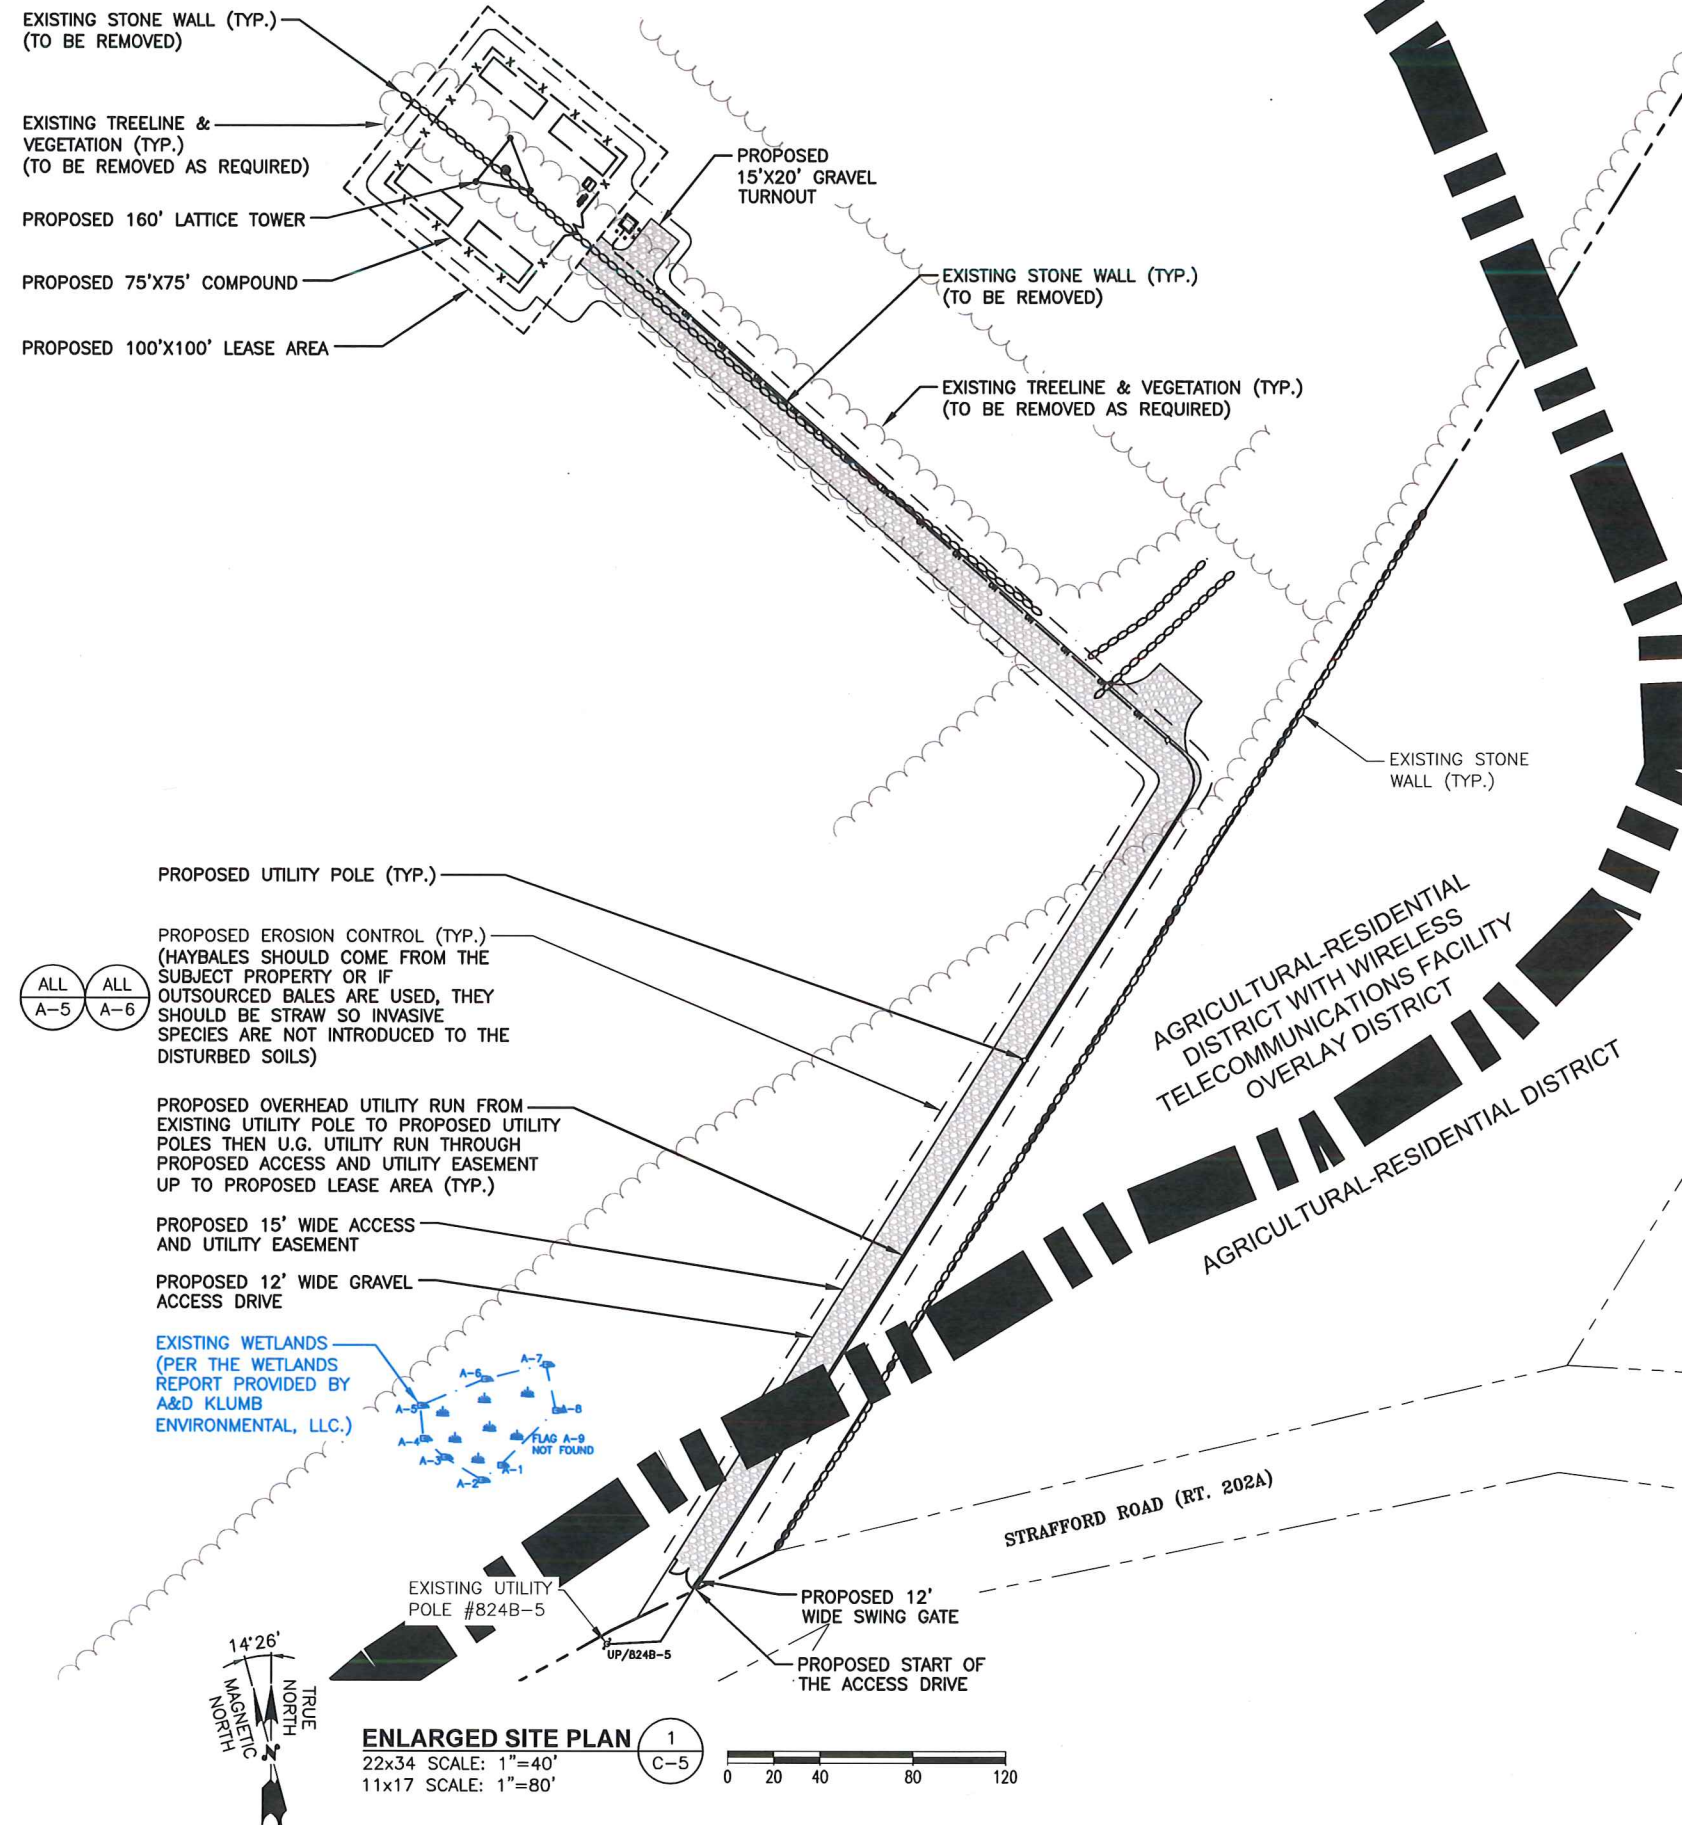 EXISTING STONE WALL (TYP.)
(TO BE REMOVED)
EXISTING TREELINE &
VEGETATION (TYP.)
(TO BE REMOVED AS REQUIRED)
PROPOSED 160' LATTICE TOWER
PROPOSED 75'X75' COMPOUND
PROPOSED 100'X100' LEASE AREA
PROPOSED
15'X20' GRAVEL
TURNOUT
EXISTING STONE WALL (TYP.)
(TO BE REMOVED)
EXISTING TREELINE & VEGETATION (TYP.)
(TO BE REMOVED AS REQUIRED)
EXISTING STONE
WALL (TYP.)
PROPOSED UTILITY POLE (TYP.)
ALL
A-5
ALL
A-6
PROPOSED EROSION CONTROL (TYP.)
(HAYBALES SHOULD COME FROM THE
SUBJECT PROPERTY OR IF
OUTSOURCED BALES ARE USED, THEY
SHOULD BE STRAW SO INVASIVE
SPECIES ARE NOT INTRODUCED TO THE
DISTURBED SOILS)
PROPOSED OVERHEAD UTILITY RUN FROM
EXISTING UTILITY POLE TO PROPOSED UTILITY
POLES THEN U.G. UTILITY RUN THROUGH
PROPOSED ACCESS AND UTILITY EASEMENT
UP TO PROPOSED LEASE AREA (TYP.)
PROPOSED 15' WIDE ACCESS
AND UTILITY EASEMENT
PROPOSED 12' WIDE GRAVEL
ACCESS DRIVE
EXISTING WETLANDS
(PER THE WETLANDS
REPORT PROVIDED BY
A&D KLUMB
ENVIRONMENTAL, LLC.)
A-7
A-6
A-5
A-8
A-4
FLAG A-9
NOT FOUND
A-3
A-1
A-2
AGRICULTURAL-RESIDENTIAL
DISTRICT WITH WIRELESS
TELECOMMUNICATIONS FACILITY
OVERLAY DISTRICT
AGRICULTURAL-RESIDENTIAL DISTRICT
STRAFFORD ROAD (RT. 202A)
EXISTING UTILITY
POLE #824B-5
UP/824B-5
PROPOSED 12'
WIDE SWING GATE
PROPOSED START OF
THE ACCESS DRIVE
14°26'
TRUE
NORTH
MAGNETIC
NORTH
N
ENLARGED SITE PLAN
22x34 SCALE: 1"=40'
11x17 SCALE: 1"=80'
1
C-5
0 20 40 80 120